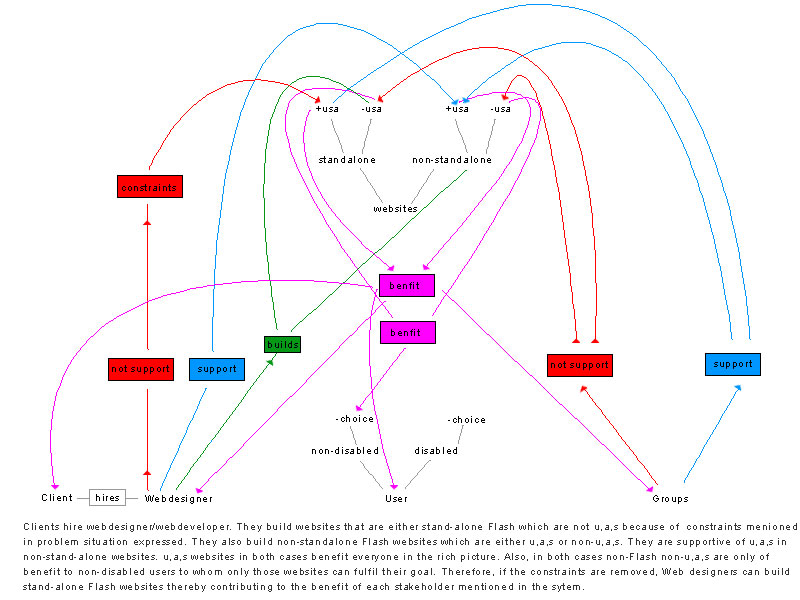 +usa -usa +usa -usa
standalone non-standalone
constraints
websites
benfit
benfit
builds
not support support not support support
-choice -choice
non-disabled disabled
Client hires Webdesigner User Groups
Clients hire webdesigner/webdeveloper. They build websites that are either stand-alone Flash which are not u,a,s because of constraints menioned
in problem situation expressed. They also build non-standalone Flash websites which are either u,a,s or non-u,a,s. They are supportive of u,a,s in
non-stand-alone websites. u,a,s websites in both cases benefit everyone in the rich picture. Also, in both cases non-Flash non-u,a,s are only of
benefit to non-disabled users to whom only those websites can fulfil their goal. Therefore, if the constraints are removed, Web designers can build
stand-alone Flash websites thereby contributing to the benefit of each stakeholder mentioned in the sytem.